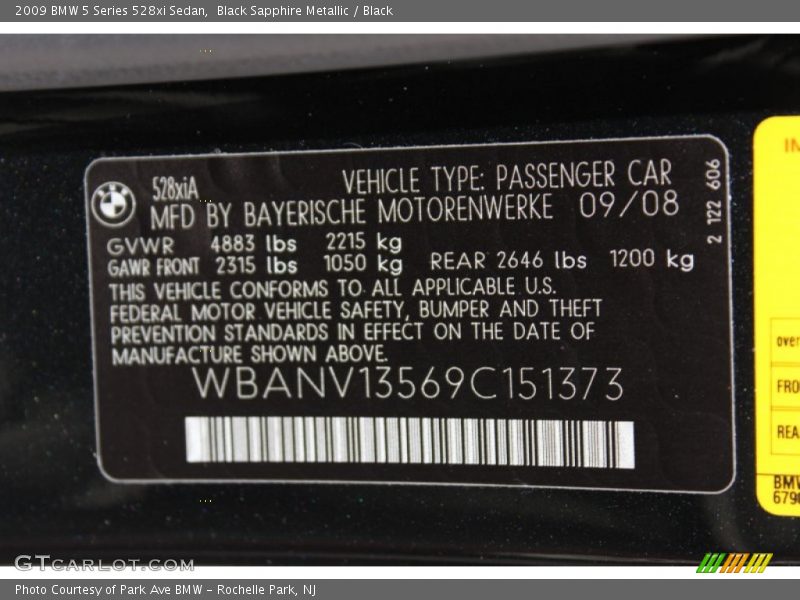 2009 BMW 5 Series 528xi Sedan, Black Sapphire Metallic / Black
528xiA VEHICLE TYPE: PASSENGER CAR
MFD BY BAYERISCHE MOTORENWERKE 09/08
GVWR 4883 lbs 2215 kg
GAWR FRONT 2315 lbs 1050 kg REAR 2646 lbs 1200 kg
THIS VEHICLE CONFORMS TO ALL APPLICABLE U.S.
FEDERAL MOTOR VEHICLE SAFETY, BUMPER AND THEFT
PREVENTION STANDARDS IN EFFECT ON THE DATE OF
MANUFACTURE SHOWN ABOVE.
WBANV13569C151373
2 122 606
BMW
GTCARLOT.COM
Photo Courtesy of Park Ave BMW - Rochelle Park, NJ